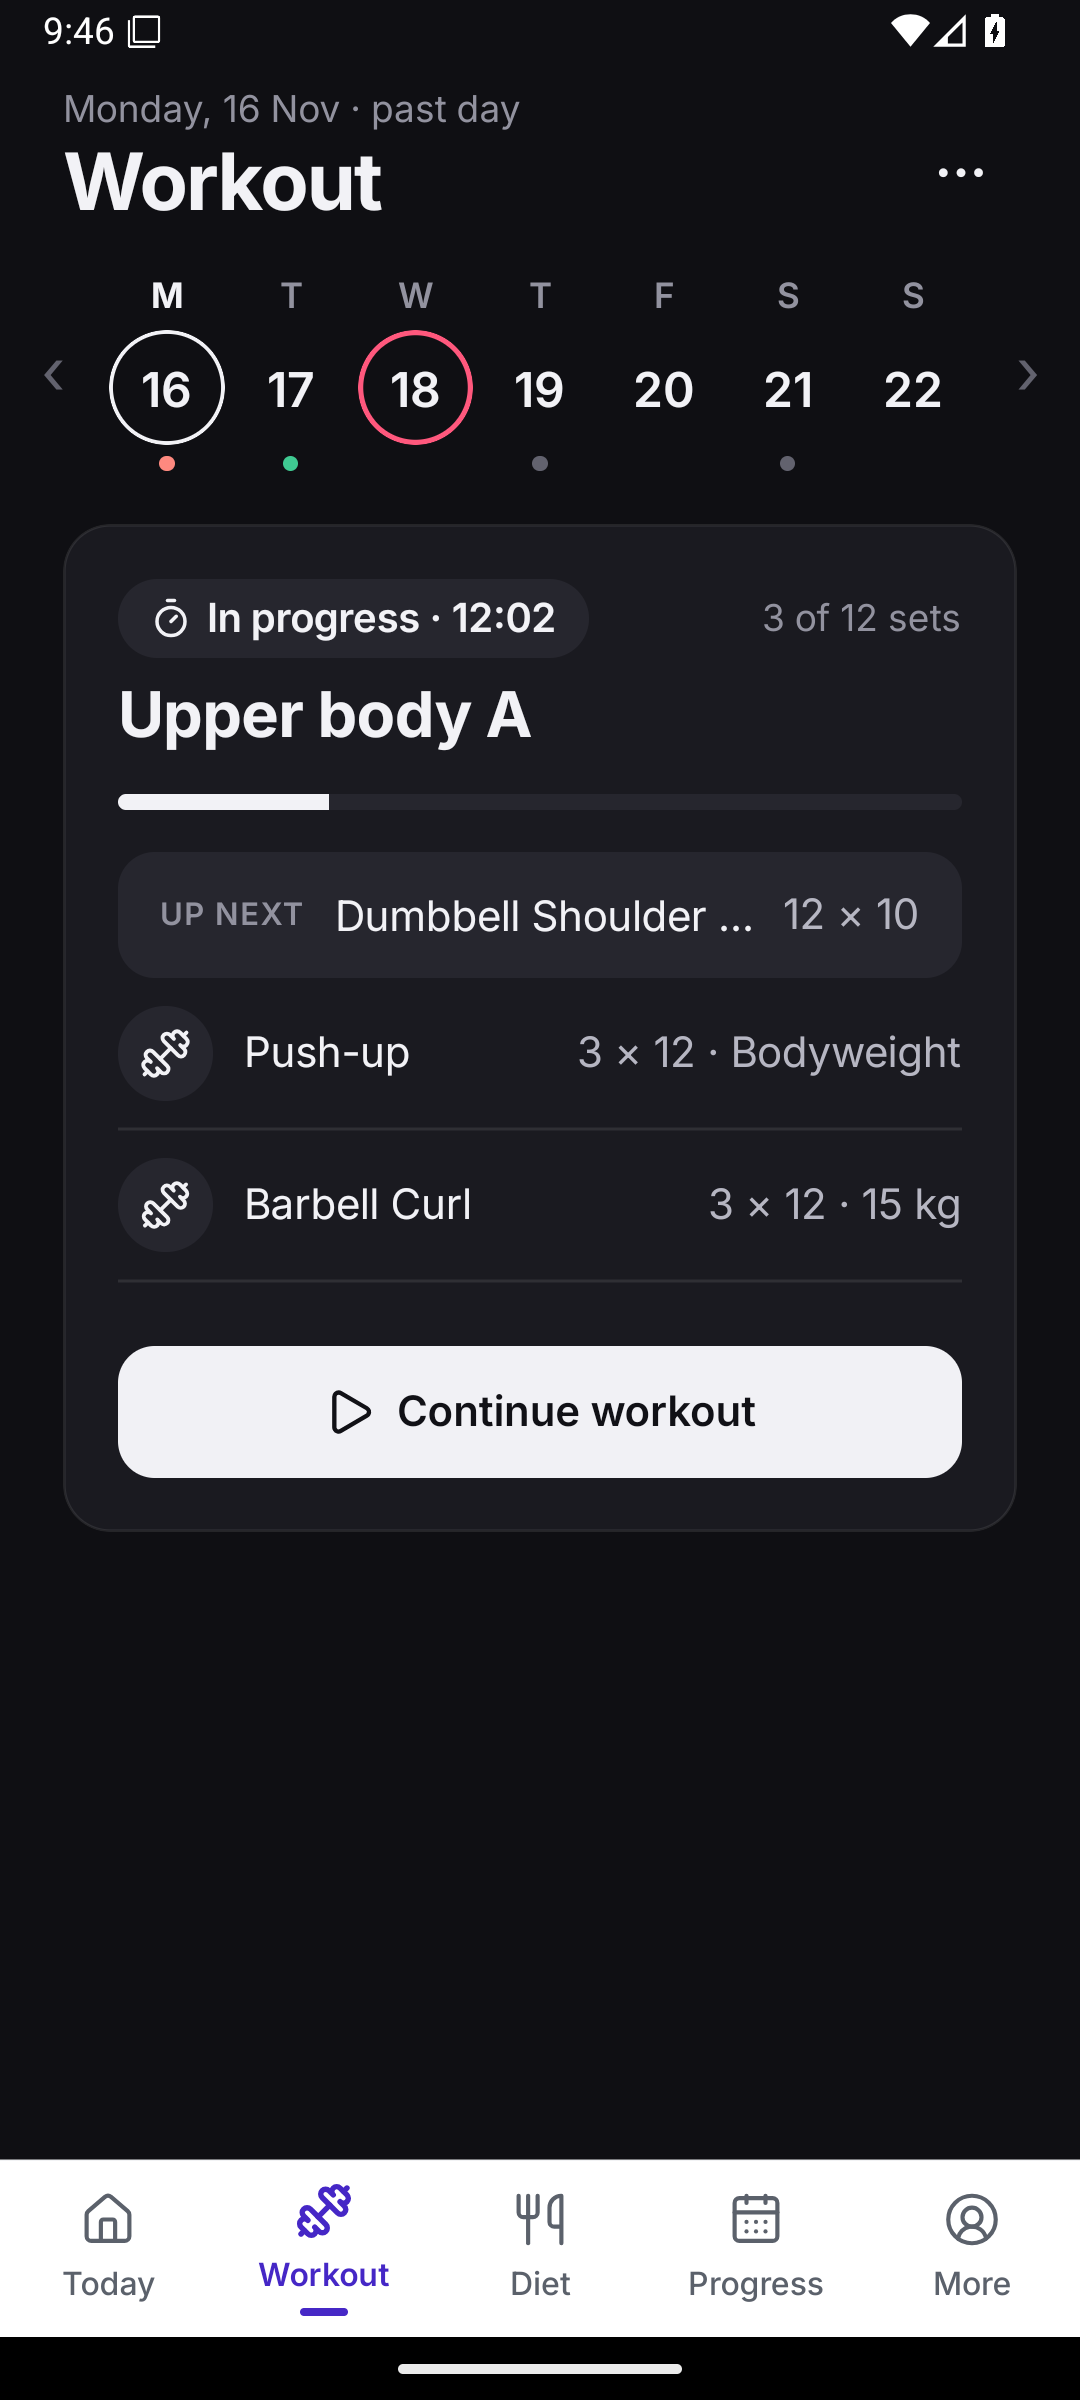 9:46
Monday, 16 Nov · past day
Workout
...
M T W T F S S
‹ 16 17 18 19 20 21 22 ›
In progress · 12:02
3 of 12 sets
Upper body A
UP NEXT Dumbbell Shoulder ... 12 × 10
Push-up 3 × 12 · Bodyweight
Barbell Curl 3 × 12 · 15 kg
Continue workout
Today Workout Diet Progress More